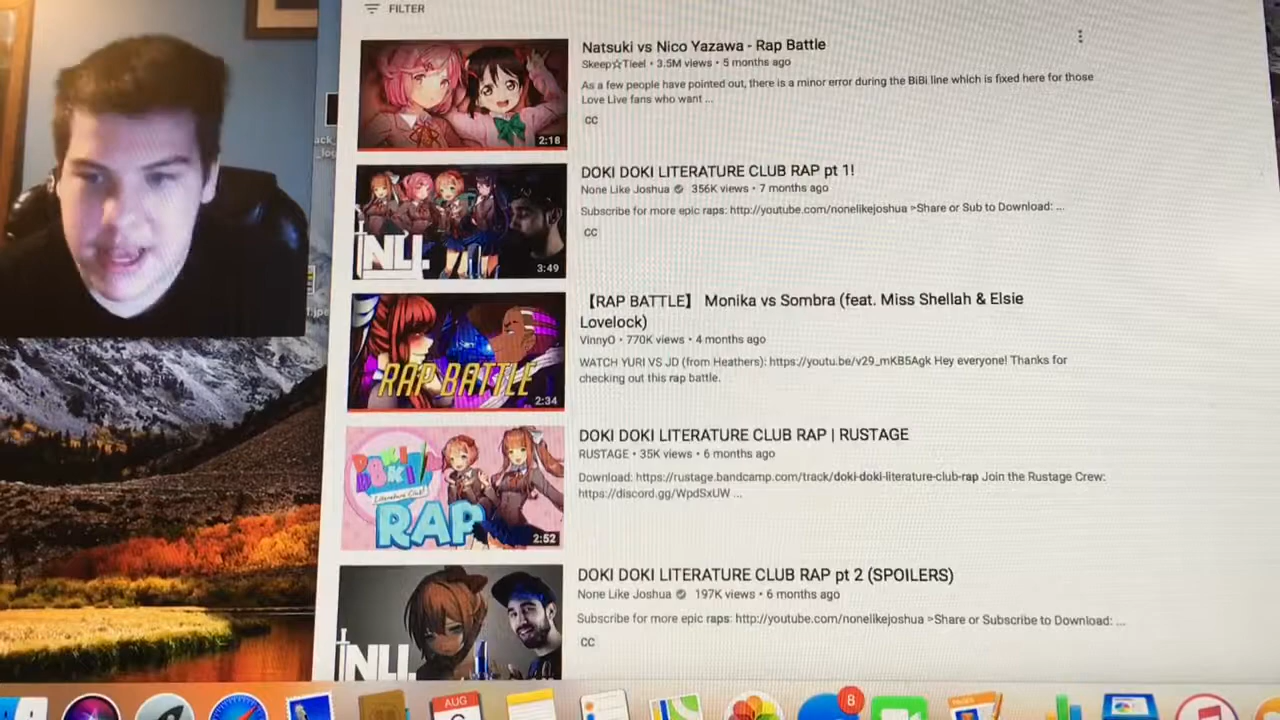 FILTER
Natsuki vs Nico Yazawa - Rap Battle
Skeep☆Tieel • 3.5M views • 5 months ago
As a few people have pointed out, there is a minor error during the BiBi line which is fixed here for those
Love Live fans who want ...
CC
2:18
DOKI DOKI LITERATURE CLUB RAP pt 1!
None Like Joshua 356K views • 7 months ago
Subscribe for more epic raps: http://youtube.com/nonelikejoshua >Share or Sub to Download: ...
CC
NLJ
3:49
【RAP BATTLE】 Monika vs Sombra (feat. Miss Shellah & Elsie
Lovelock)
VinnyO • 770K views • 4 months ago
WATCH YURI VS JD (from Heathers): https://youtu.be/v29_mKB5Agk Hey everyone! Thanks for
checking out this rap battle.
RAP BATTLE
2:34
DOKI DOKI LITERATURE CLUB RAP | RUSTAGE
RUSTAGE • 35K views • 6 months ago
Download: https://rustage.bandcamp.com/track/doki-doki-literature-club-rap Join the Rustage Crew:
https://discord.gg/WpdSxUW ...
DOKI DOKI
Literature Club!
RAP
2:52
DOKI DOKI LITERATURE CLUB RAP pt 2 (SPOILERS)
None Like Joshua 197K views • 6 months ago
Subscribe for more epic raps: http://youtube.com/nonelikejoshua >Share or Subscribe to Download: ...
CC
NLJ
AUG
8
PAGES